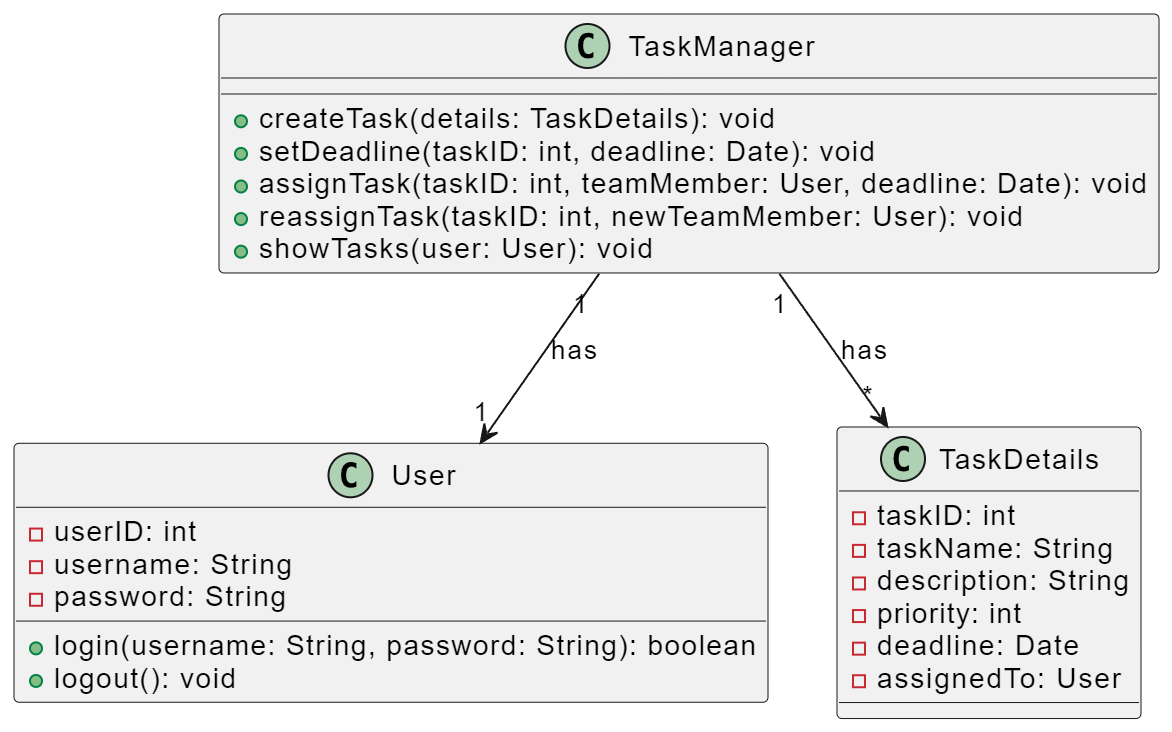 C TaskManager
createTask(details: TaskDetails): void
setDeadline(taskID: int, deadline: Date): void
assignTask(taskID: int, teamMember: User, deadline: Date): void
reassignTask(taskID: int, newTeamMember: User): void
showTasks(user: User): void
1
1
has
has
1
*
C User
userID: int
username: String
password: String
login(username: String, password: String): boolean
logout(): void
C TaskDetails
taskID: int
taskName: String
description: String
priority: int
deadline: Date
assignedTo: User